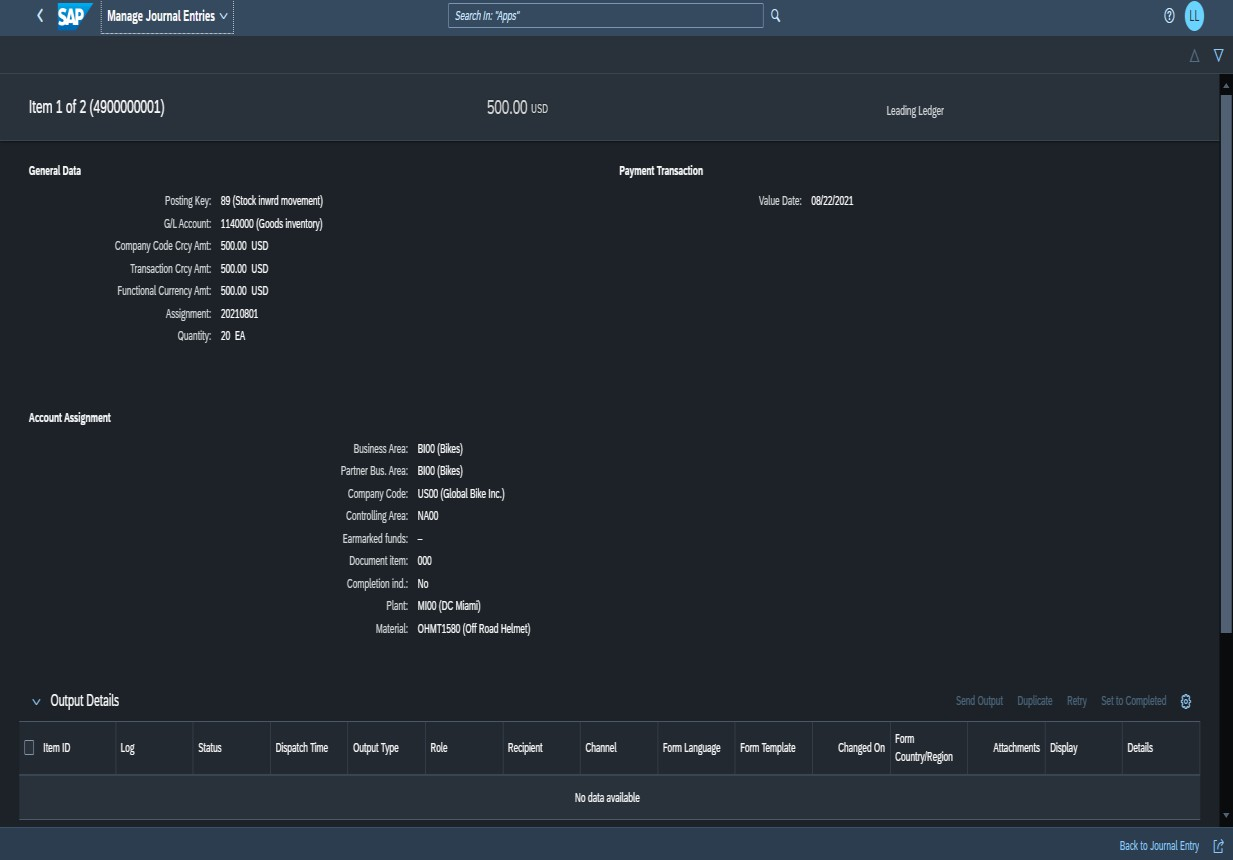 SAP Manage Journal Entries
Search In: "Apps"
LL
Item 1 of 2 (4900000001)
500.00 USD
Leading Ledger
General Data
Posting Key: 89 (Stock inwrd movement)
G/L Account: 1140000 (Goods inventory)
Company Code Crcy Amt: 500.00 USD
Transaction Crcy Amt: 500.00 USD
Functional Currency Amt: 500.00 USD
Assignment: 20210801
Quantity: 20 EA
Payment Transaction
Value Date: 08/22/2021
Account Assignment
Business Area: BI00 (Bikes)
Partner Bus. Area: BI00 (Bikes)
Company Code: US00 (Global Bike Inc.)
Controlling Area: NA00
Earmarked funds: –
Document item: 000
Completion ind.: No
Plant: MI00 (DC Miami)
Material: OHMT1580 (Off Road Helmet)
Output Details
Send Output Duplicate Retry Set to Completed
Item ID Log Status Dispatch Time Output Type Role Recipient Channel Form Language Form Template Changed On Form Country/Region Attachments Display Details
No data available
Back to Journal Entry